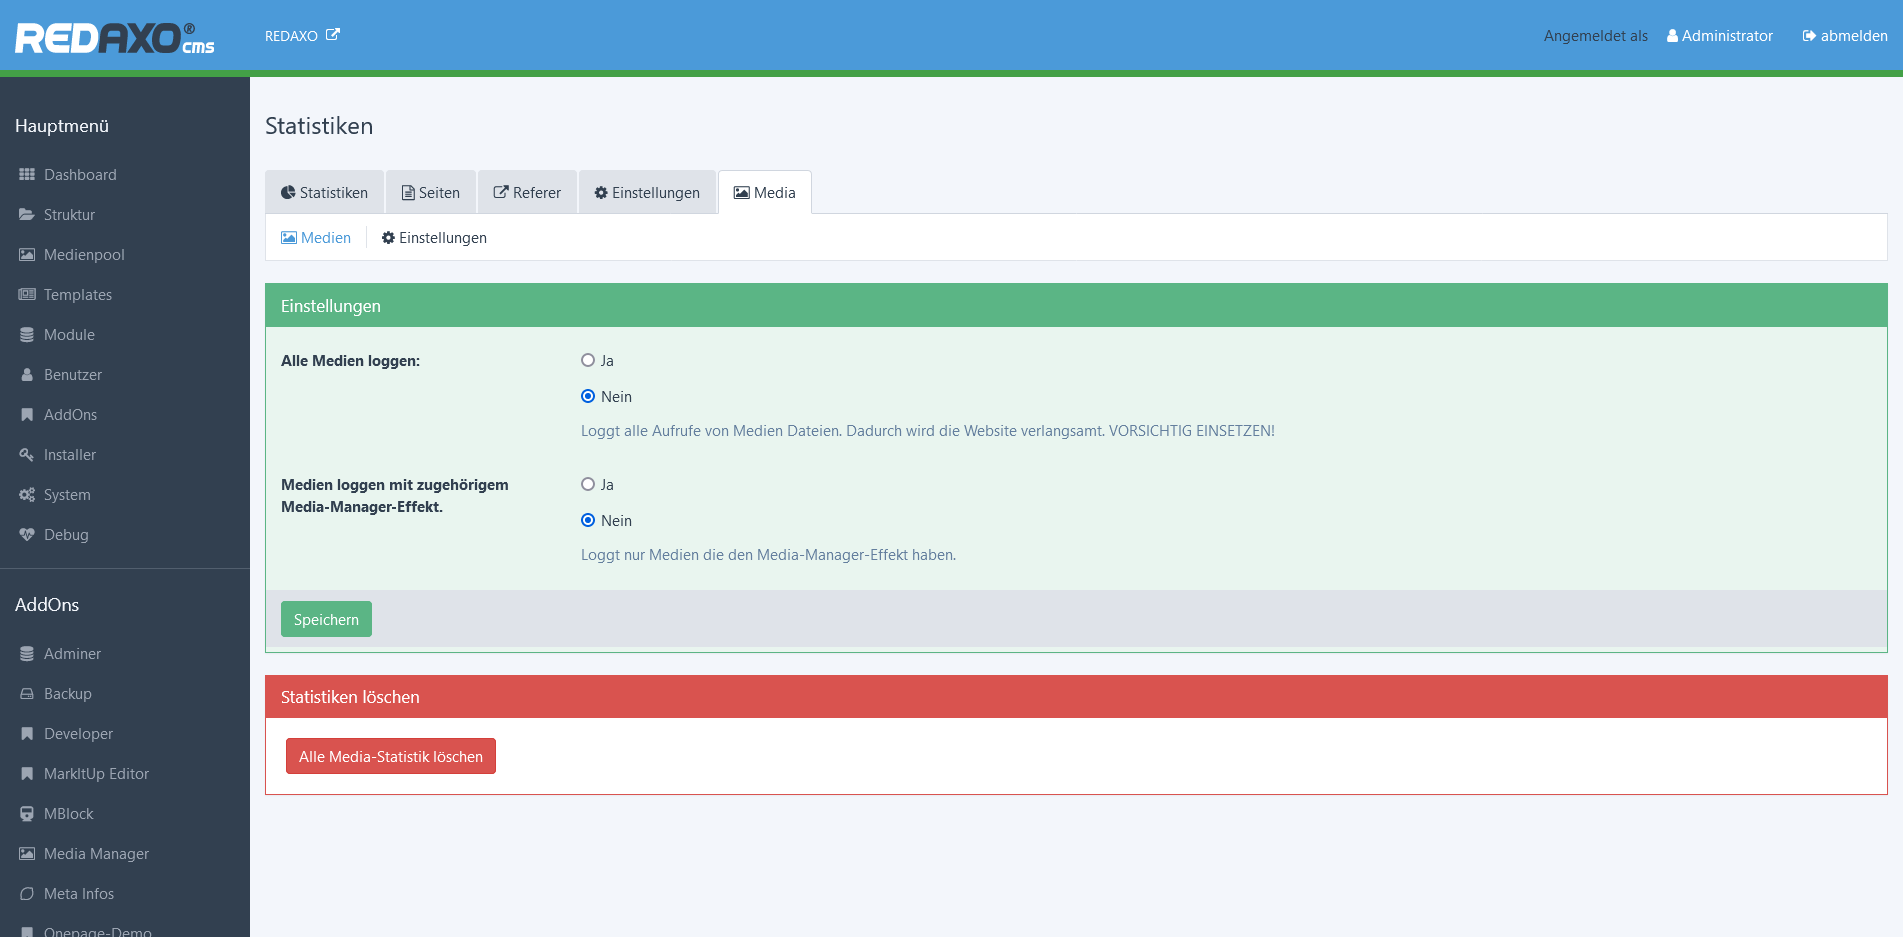 REDAXO® cms
REDAXO
Angemeldet als Administrator abmelden
Hauptmenü
Dashboard
Struktur
Medienpool
Templates
Module
Benutzer
AddOns
Installer
System
Debug
AddOns
Adminer
Backup
Developer
MarkItUp Editor
MBlock
Media Manager
Meta Infos
Onepage-Demo
Statistiken
Statistiken Seiten Referer Einstellungen Media
Medien Einstellungen
Einstellungen
Alle Medien loggen:
Ja
Nein
Loggt alle Aufrufe von Medien Dateien. Dadurch wird die Website verlangsamt. VORSICHTIG EINSETZEN!
Medien loggen mit zugehörigem
Media-Manager-Effekt.
Ja
Nein
Loggt nur Medien die den Media-Manager-Effekt haben.
Speichern
Statistiken löschen
Alle Media-Statistik löschen